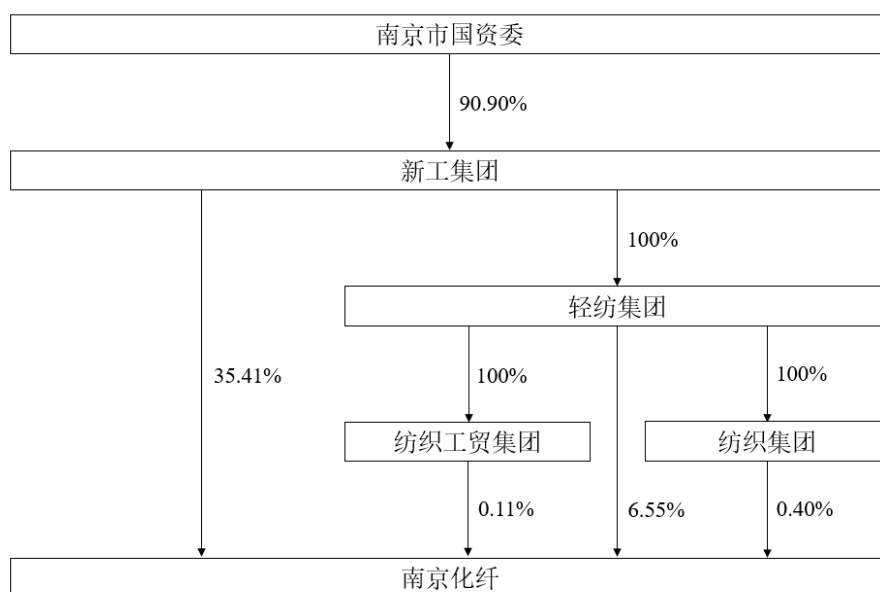 南京市国资委
90.90%
新工集团
100%
轻纺集团
35.41%
100%
100%
纺织工贸集团
纺织集团
0.11%
6.55%
0.40%
南京化纤